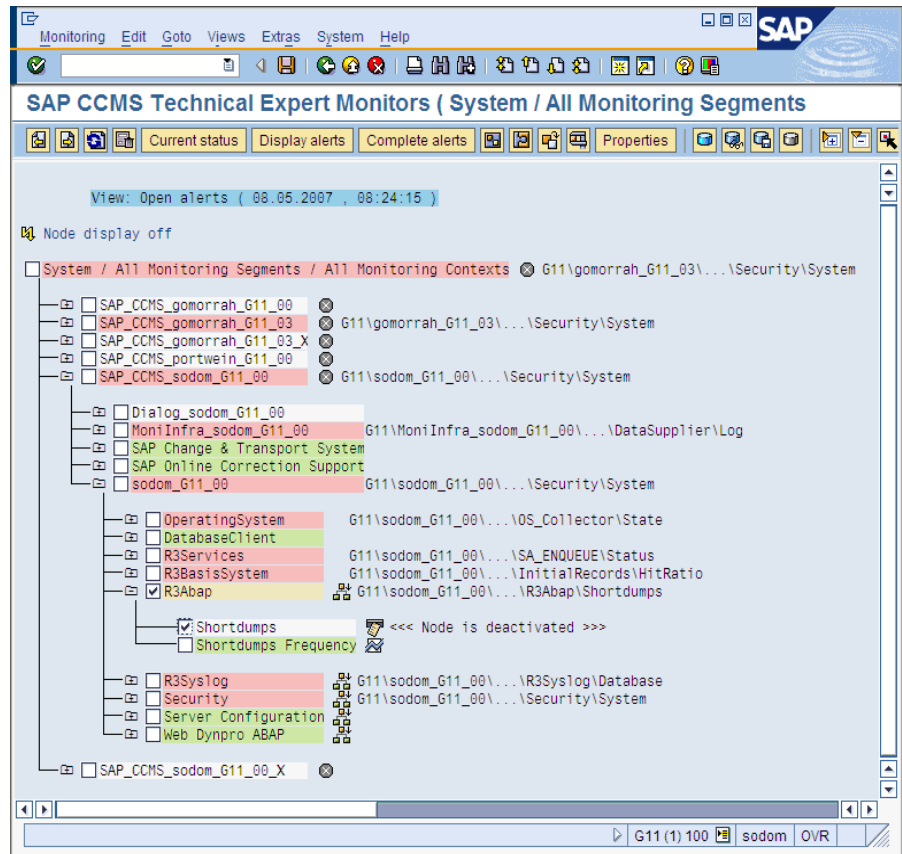 Monitoring Edit Goto Views Extras System Help
SAP
SAP CCMS Technical Expert Monitors ( System / All Monitoring Segments
Current status Display alerts Complete alerts Properties
View: Open alerts ( 08.05.2007 , 08:24:15 )
Node display off
System / All Monitoring Segments / All Monitoring Contexts G11\gomorrah_G11_03\...\Security\System
SAP_CCMS_gomorrah_G11_00
SAP_CCMS_gomorrah_G11_03 G11\gomorrah_G11_03\...\Security\System
SAP_CCMS_gomorrah_G11_03_X
SAP_CCMS_portwein_G11_00
SAP_CCMS_sodom_G11_00 G11\sodom_G11_00\...\Security\System
Dialog_sodom_G11_00
MoniInfra_sodom_G11_00 G11\MoniInfra_sodom_G11_00\...\DataSupplier\Log
SAP Change & Transport System
SAP Online Correction Support
sodom_G11_00 G11\sodom_G11_00\...\Security\System
OperatingSystem G11\sodom_G11_00\...\OS_Collector\State
DatabaseClient
R3Services G11\sodom_G11_00\...\SA_ENQUEUE\Status
R3BasisSystem G11\sodom_G11_00\...\InitialRecords\HitRatio
R3Abap G11\sodom_G11_00\...\R3Abap\Shortdumps
Shortdumps <<< Node is deactivated >>>
Shortdumps Frequency
R3Syslog G11\sodom_G11_00\...\R3Syslog\Database
Security G11\sodom_G11_00\...\Security\System
Server Configuration
Web Dynpro ABAP
SAP_CCMS_sodom_G11_00_X
G11 (1) 100 sodom OVR